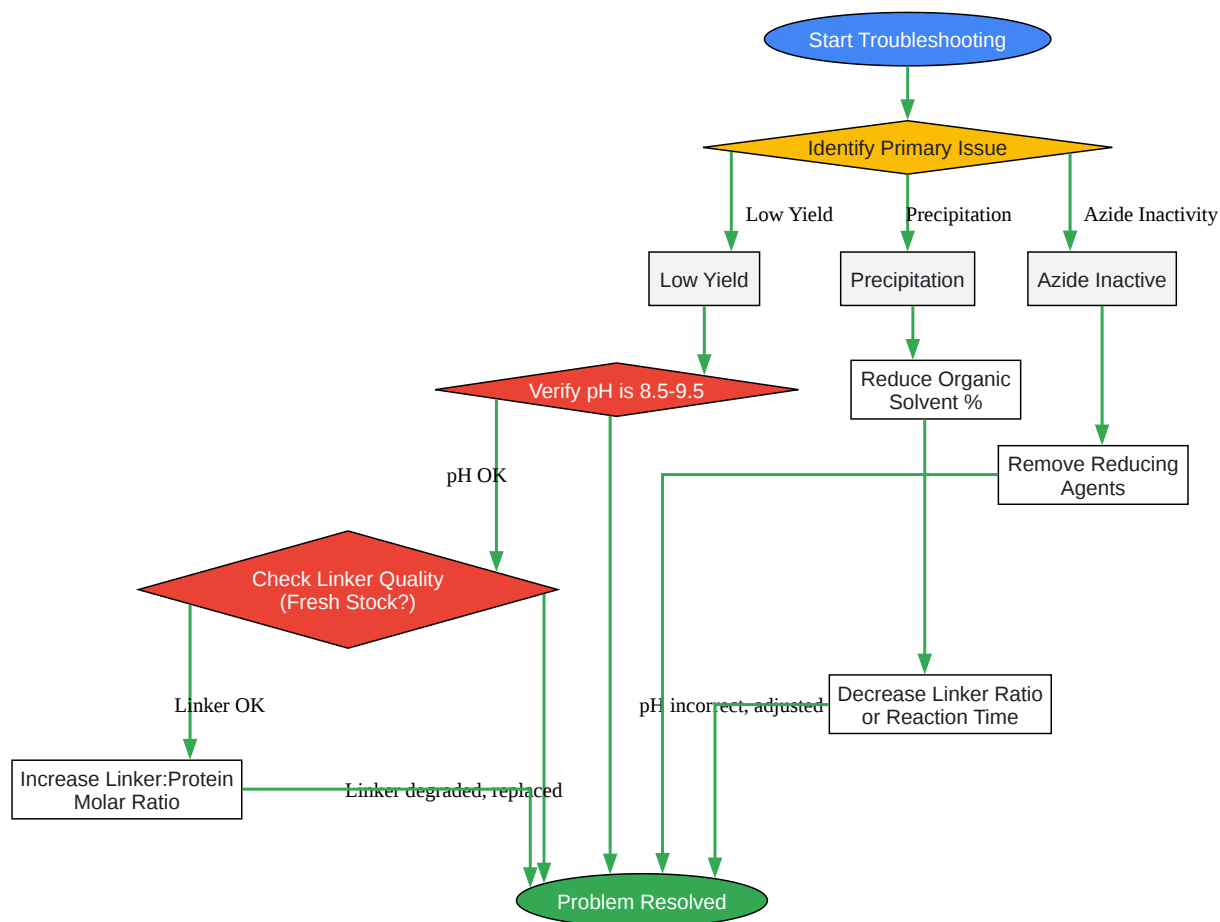 Start Troubleshooting
Identify Primary Issue
Low Yield
Precipitation
Azide Inactivity
Low Yield
Precipitation
Azide Inactive
Verify pH is 8.5-9.5
Reduce Organic
Solvent %
Remove Reducing
Agents
pH OK
Check Linker Quality
(Fresh Stock?)
Linker OK
pH incorrect, adjusted
Decrease Linker Ratio
or Reaction Time
Increase Linker:Protein
Molar Ratio
Linker degraded, replaced
Problem Resolved